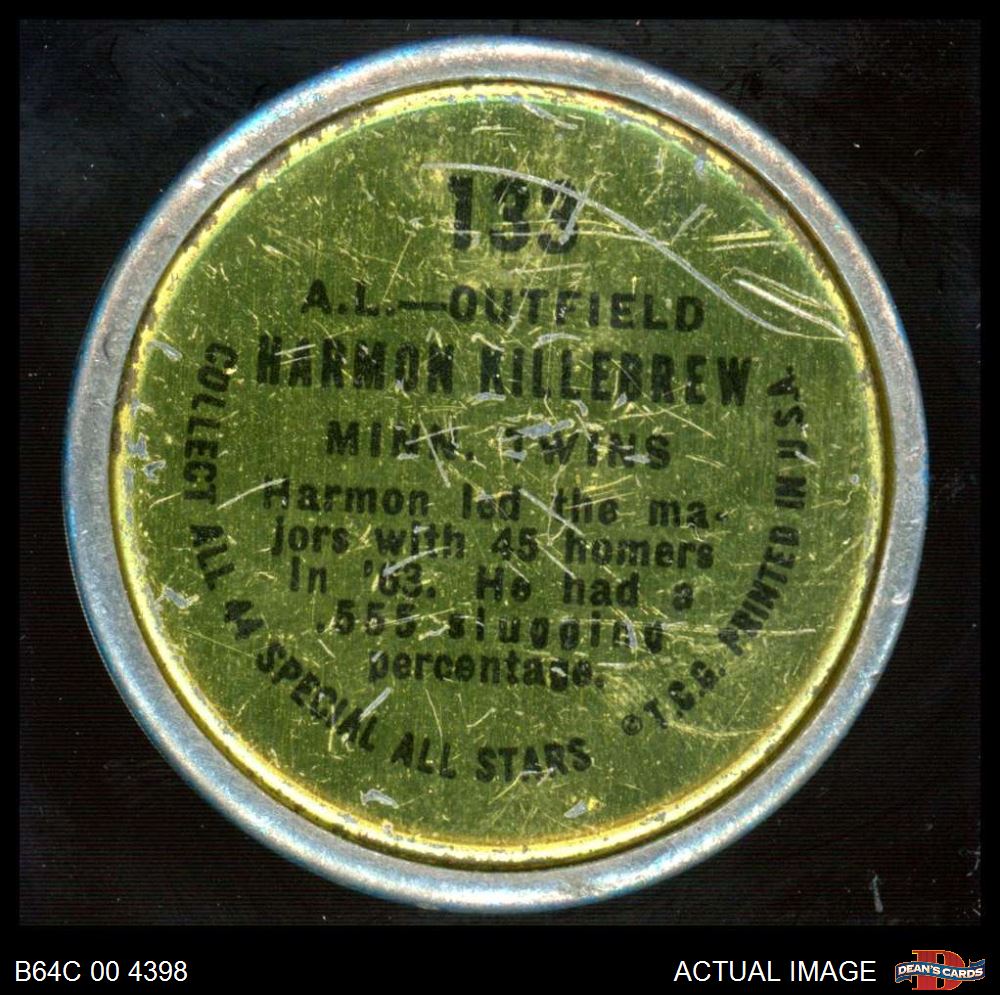 133
A.L.—OUTFIELD
HARMON KILLEBREW
MINN. TWINS
Harmon led the ma-
jors with 45 homers
In '63. He had a
.555 slugging
percentage.
COLLECT ALL 44 SPECIAL ALL STARS
© T.C.G. PRINTED IN U.S.A.
B64C 00 4398
ACTUAL IMAGE
D
DEAN'S CARDS